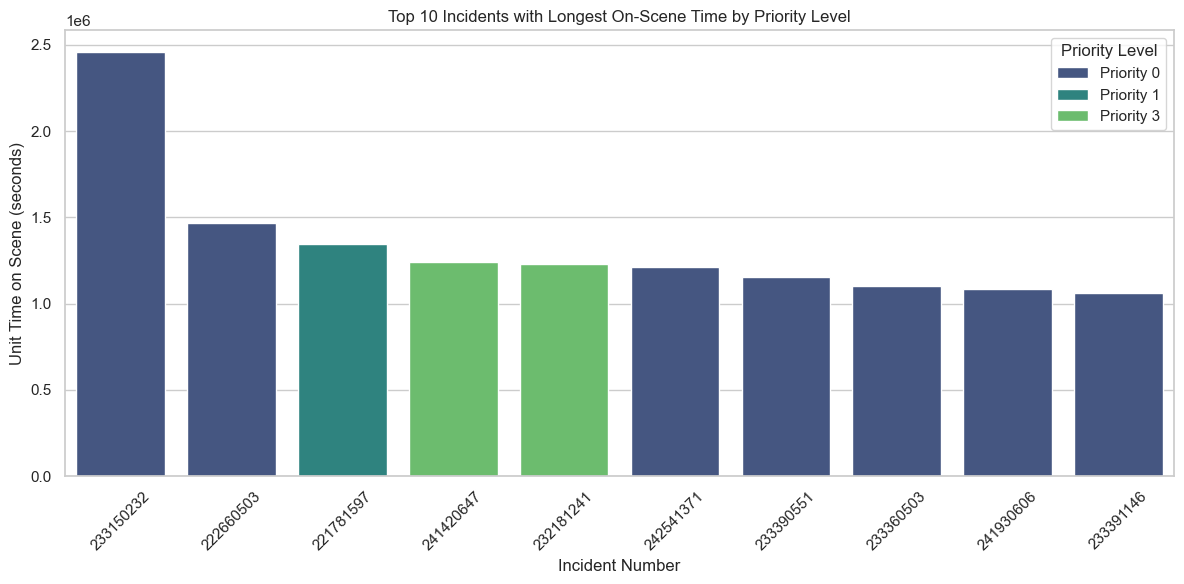 Top 10 Incidents with Longest On-Scene Time by Priority Level
1e6
2.5
2.0
1.5
1.0
0.5
0.0
Unit Time on Scene (seconds)
Priority Level
Priority 0
Priority 1
Priority 3
233150232
222660503
221781597
241420647
232181241
242541371
233390551
233360503
241930606
233391146
Incident Number